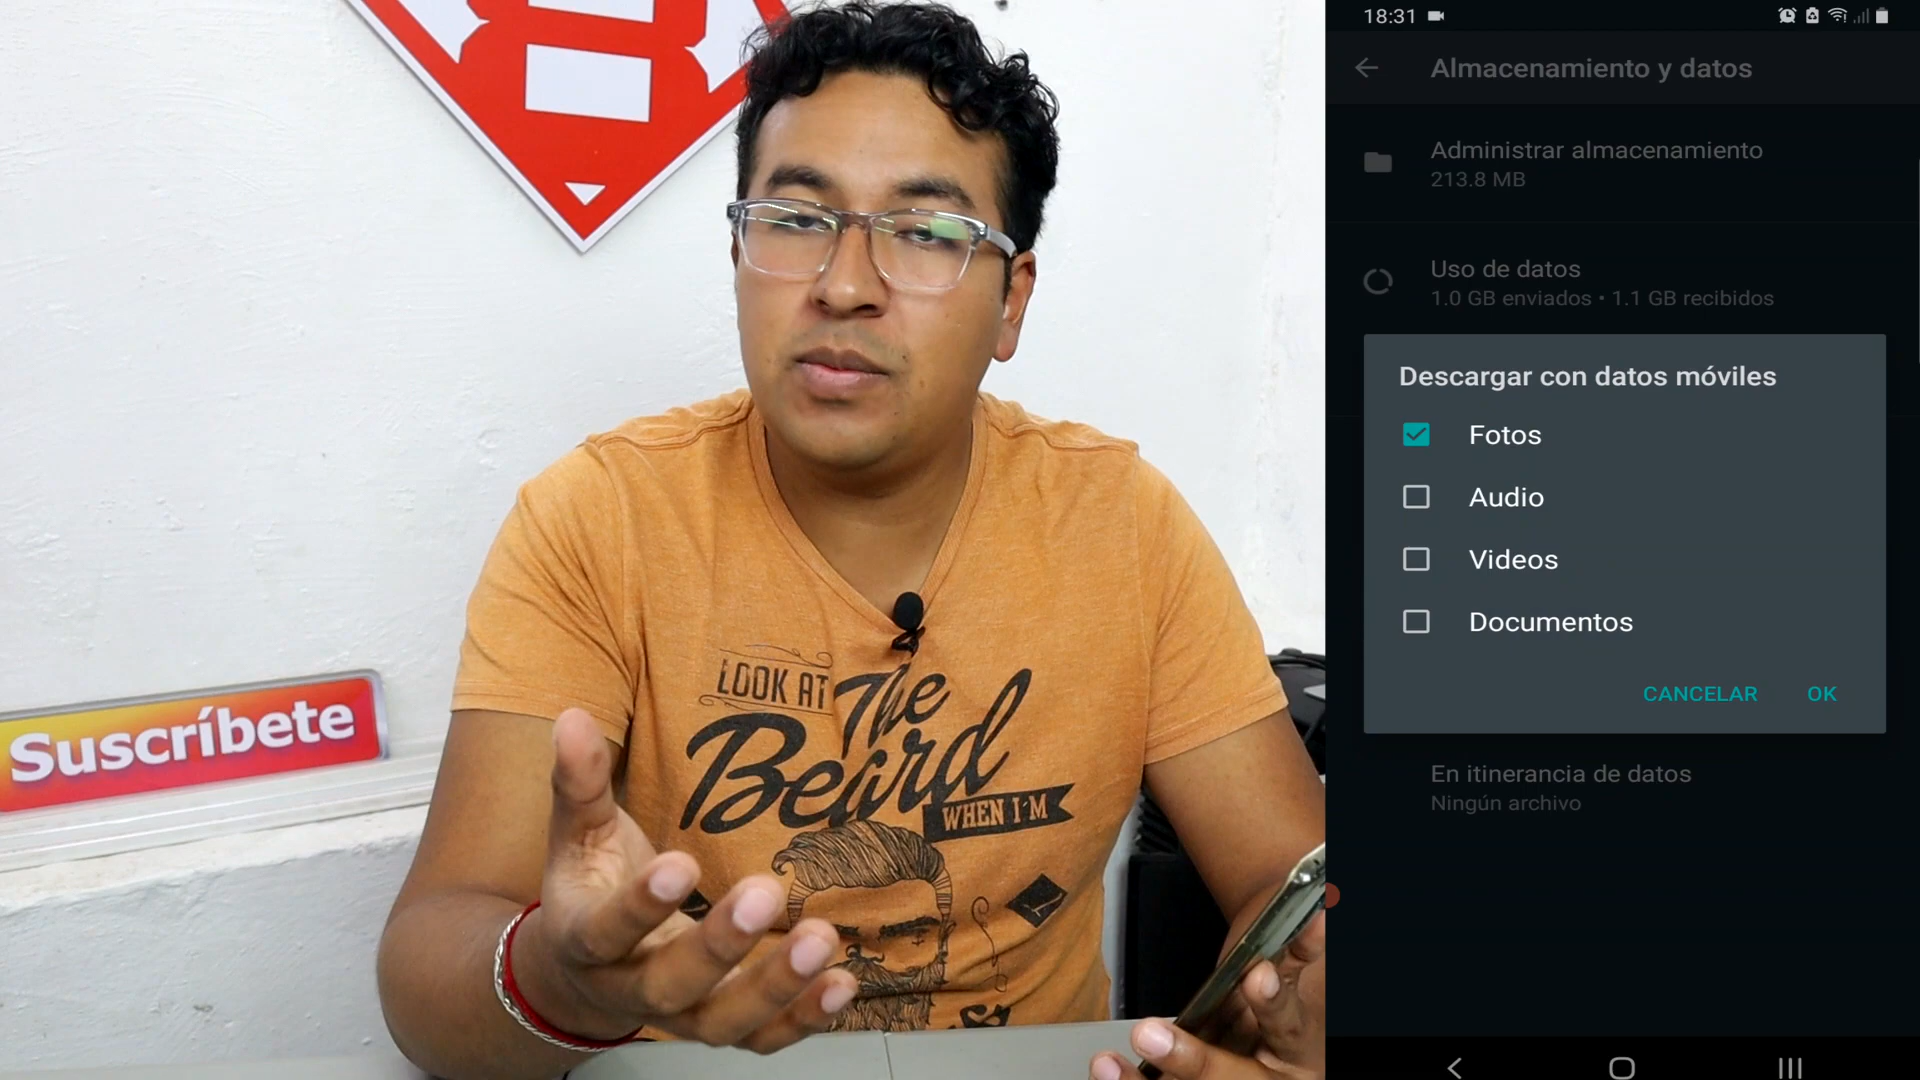 Suscríbete
LOOK AT
The
Beard
WHEN I'M
18:31
Almacenamiento y datos
Administrar almacenamiento
213.8 MB
Uso de datos
1.0 GB enviados • 1.1 GB recibidos
Descargar con datos móviles
Fotos
Audio
Videos
Documentos
CANCELAR OK
En itinerancia de datos
Ningún archivo